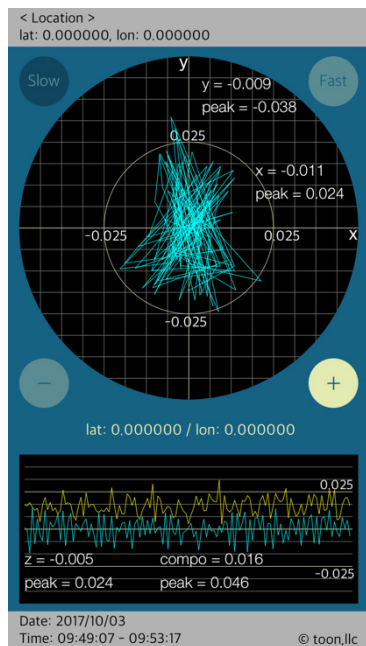 < Location >
lat: 0.000000, lon: 0.000000
Slow
y
Fast
y = -0.009
peak = -0.038
0.025
x = -0.011
peak = 0.024
-0.025
0.025
x
-0.025
−
+
lat: 0.000000 / lon: 0.000000
0.025
z = -0.005
compo = 0.016
-0.025
peak = 0.024
peak = 0.046
Date: 2017/10/03
Time: 09:49:07 - 09:53:17
© toon,llc